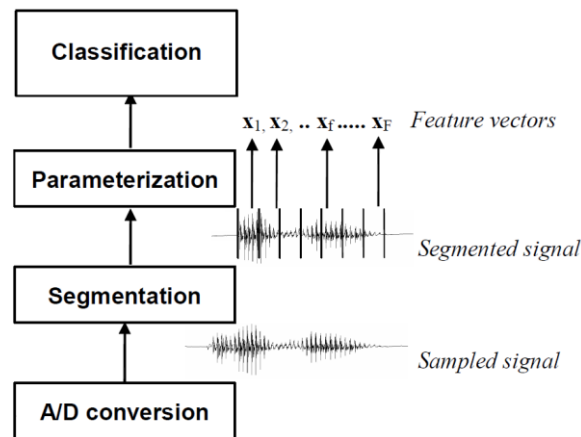 Classification
x1, x2, .. xf ..... xF
Feature vectors
Parameterization
Segmented signal
Segmentation
Sampled signal
A/D conversion